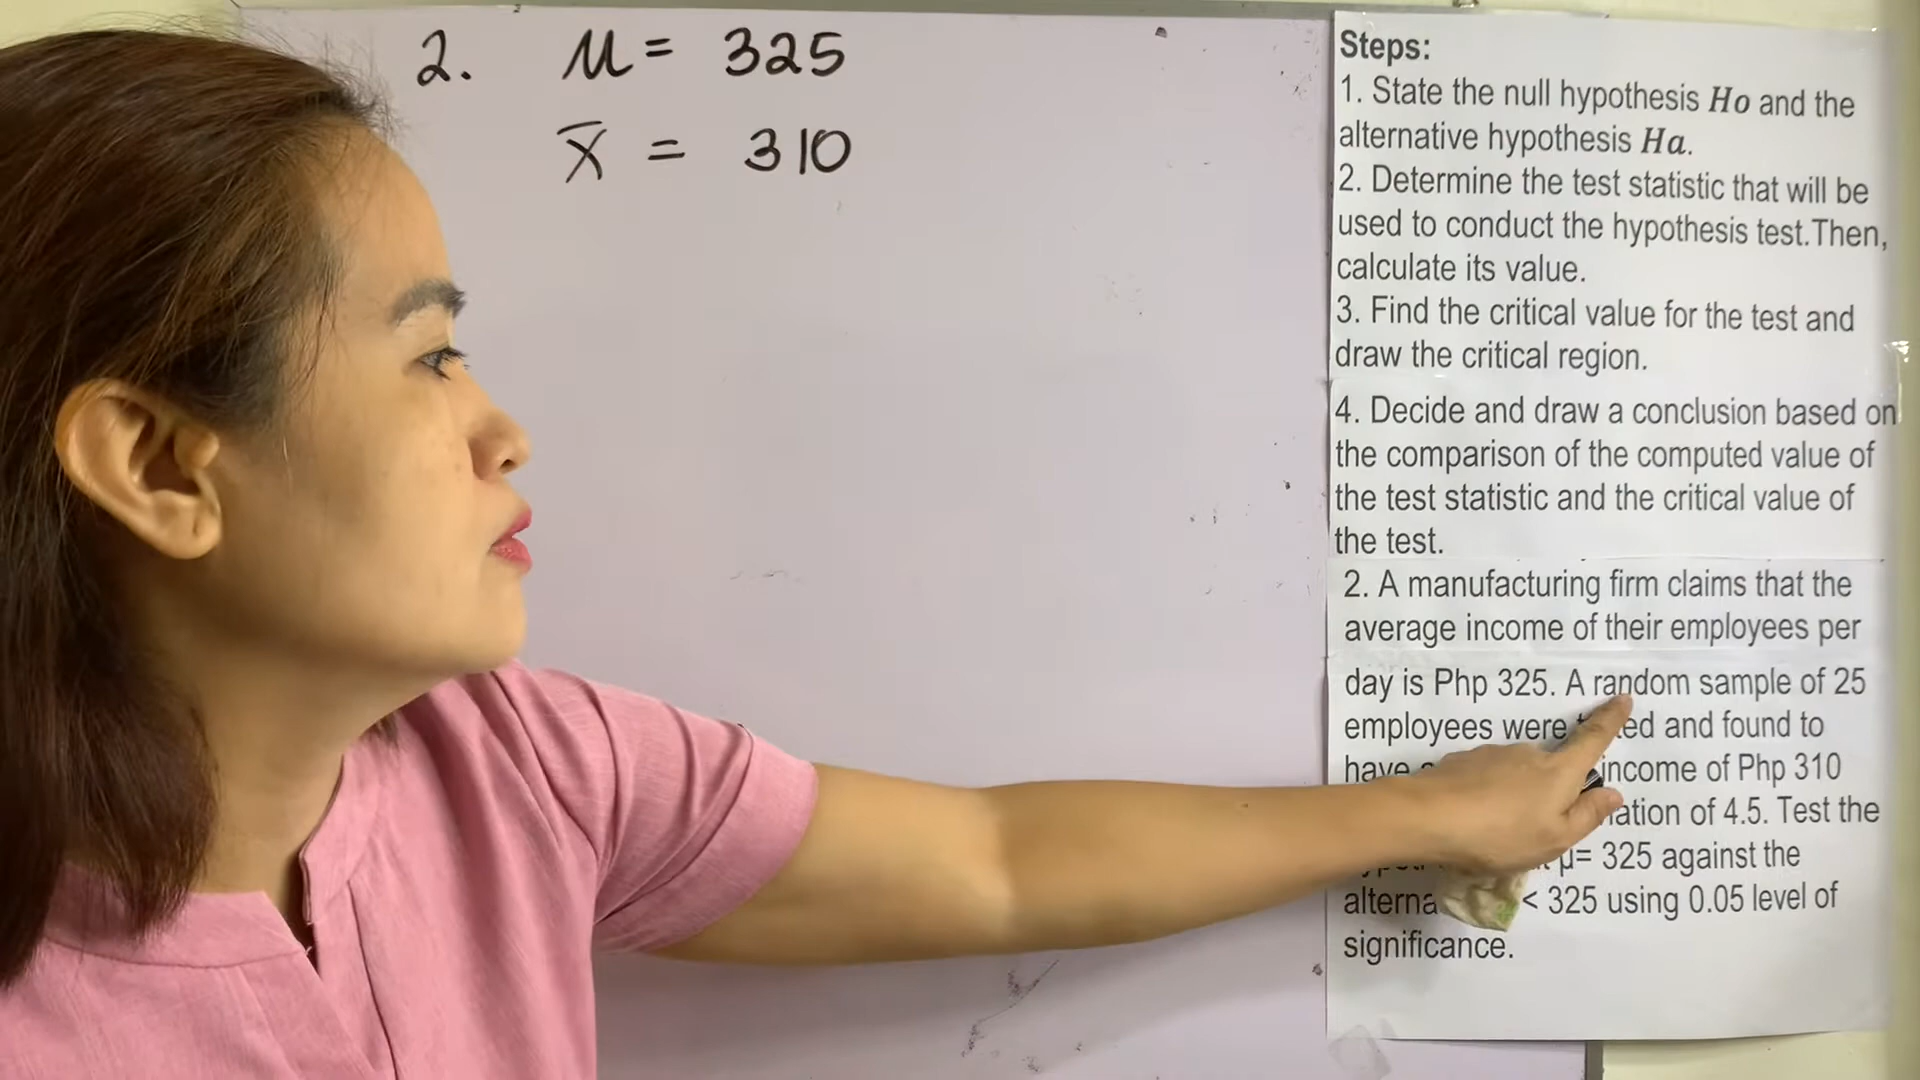 2. μ = 325
x̄ = 310
Steps:
1. State the null hypothesis Ho and the
alternative hypothesis Ha.
2. Determine the test statistic that will be
used to conduct the hypothesis test.Then,
calculate its value.
3. Find the critical value for the test and
draw the critical region.
4. Decide and draw a conclusion based on
the comparison of the computed value of
the test statistic and the critical value of
the test.
2. A manufacturing firm claims that the
average income of their employees per
day is Php 325. A random sample of 25
employees were and found to
have income of Php 310
of 4.5. Test the
μ= 325 against the
< 325 using 0.05 level of
significance.